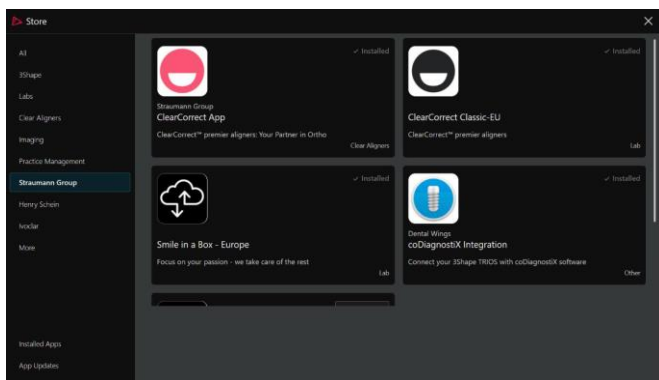 Store
All
3Shape
Labs
Clear Aligners
Imaging
Practice Management
Straumann Group
Henry Schein
Ivoclar
More
Installed Apps
App Updates
✓ Installed
Straumann Group
ClearCorrect App
ClearCorrect™ premier aligners: Your Partner in Ortho
Clear Aligners
✓ Installed
ClearCorrect Classic-EU
ClearCorrect™ premier aligners
Lab
✓ Installed
Smile in a Box - Europe
Focus on your passion - we take care of the rest
Lab
✓ Installed
Dental Wings
coDiagnostiX Integration
Connect your 3Shape TRIOS with coDiagnostiX software
Other